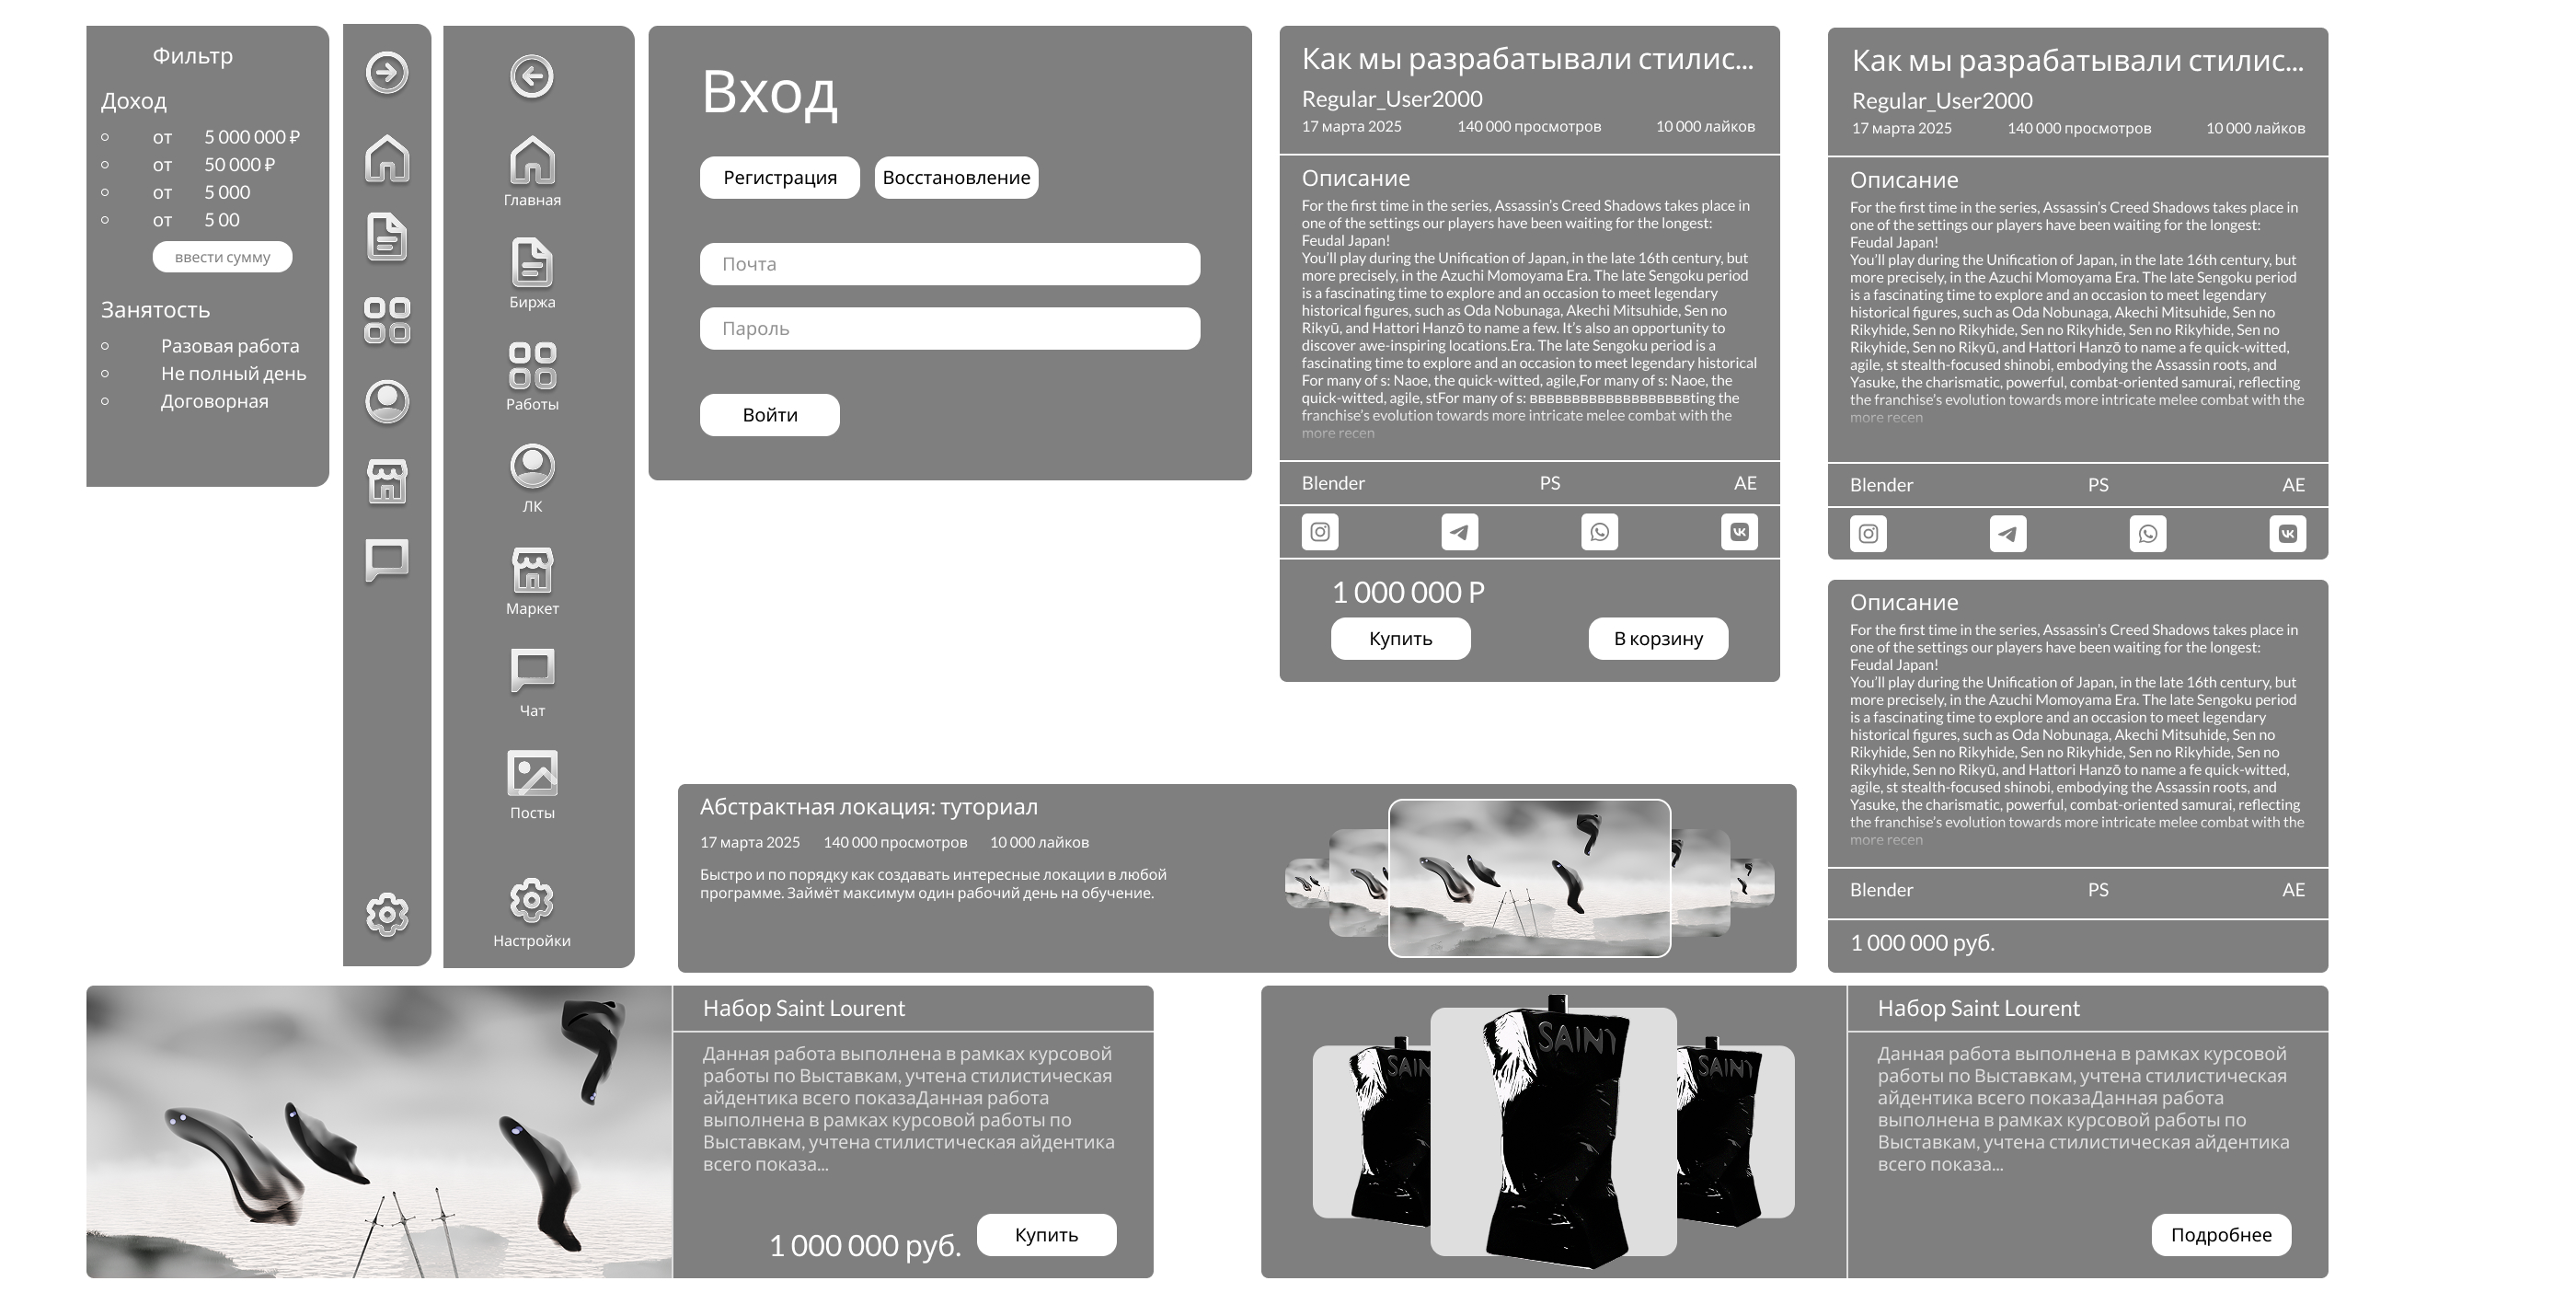 Фильтр
Доход
от 5 000 000 ₽
от 50 000 ₽
от 5 000
от 5 00
ввести сумму
Занятость
Разовая работа
Не полный день
Договорная
Главная
Биржа
Работы
ЛК
Маркет
Чат
Посты
Настройки
Вход
Регистрация Восстановление
Почта
Пароль
Войти
Как мы разрабатывали стилис...
Regular_User2000
17 марта 2025 140 000 просмотров 10 000 лайков
Описание
For the first time in the series, Assassin’s Creed Shadows takes place in
one of the settings our players have been waiting for the longest:
Feudal Japan!
You’ll play during the Unification of Japan, in the late 16th century, but
more precisely, in the Azuchi Momoyama Era. The late Sengoku period
is a fascinating time to explore and an occasion to meet legendary
historical figures, such as Oda Nobunaga, Akechi Mitsuhide, Sen no
Rikyū, and Hattori Hanzō to name a few. It’s also an opportunity to
discover awe-inspiring locations.Era. The late Sengoku period is a
fascinating time to explore and an occasion to meet legendary historical
For many of s: Naoe, the quick-witted, agile,For many of s: Naoe, the
quick-witted, agile, stFor many of s: вввввввввввввввввввting the
franchise’s evolution towards more intricate melee combat with the
more recen
Blender PS AE
1 000 000 Р
Купить В корзину
Как мы разрабатывали стилис...
Regular_User2000
17 марта 2025 140 000 просмотров 10 000 лайков
Описание
For the first time in the series, Assassin’s Creed Shadows takes place in
one of the settings our players have been waiting for the longest:
Feudal Japan!
You’ll play during the Unification of Japan, in the late 16th century, but
more precisely, in the Azuchi Momoyama Era. The late Sengoku period
is a fascinating time to explore and an occasion to meet legendary
historical figures, such as Oda Nobunaga, Akechi Mitsuhide, Sen no
Rikyhide, Sen no Rikyhide, Sen no Rikyhide, Sen no Rikyhide, Sen no
Rikyhide, Sen no Rikyū, and Hattori Hanzō to name a fe quick-witted,
agile, st stealth-focused shinobi, embodying the Assassin roots, and
Yasuke, the charismatic, powerful, combat-oriented samurai, reflecting
the franchise’s evolution towards more intricate melee combat with the
more recen
Blender PS AE
Описание
For the first time in the series, Assassin’s Creed Shadows takes place in
one of the settings our players have been waiting for the longest:
Feudal Japan!
You’ll play during the Unification of Japan, in the late 16th century, but
more precisely, in the Azuchi Momoyama Era. The late Sengoku period
is a fascinating time to explore and an occasion to meet legendary
historical figures, such as Oda Nobunaga, Akechi Mitsuhide, Sen no
Rikyhide, Sen no Rikyhide, Sen no Rikyhide, Sen no Rikyhide, Sen no
Rikyhide, Sen no Rikyū, and Hattori Hanzō to name a fe quick-witted,
agile, st stealth-focused shinobi, embodying the Assassin roots, and
Yasuke, the charismatic, powerful, combat-oriented samurai, reflecting
the franchise’s evolution towards more intricate melee combat with the
more recen
Blender PS AE
1 000 000 руб.
Абстрактная локация: туториал
17 марта 2025 140 000 просмотров 10 000 лайков
Быстро и по порядку как создавать интересные локации в любой
программе. Займёт максимум один рабочий день на обучение.
Набор Saint Lourent
Данная работа выполнена в рамках курсовой
работы по Выставкам, учтена стилистическая
айдентика всего показаДанная работа
выполнена в рамках курсовой работы по
Выставкам, учтена стилистическая айдентика
всего показа...
1 000 000 руб. Купить
SAIN
SAINT
SAINT
Набор Saint Lourent
Данная работа выполнена в рамках курсовой
работы по Выставкам, учтена стилистическая
айдентика всего показаДанная работа
выполнена в рамках курсовой работы по
Выставкам, учтена стилистическая айдентика
всего показа...
Подробнее